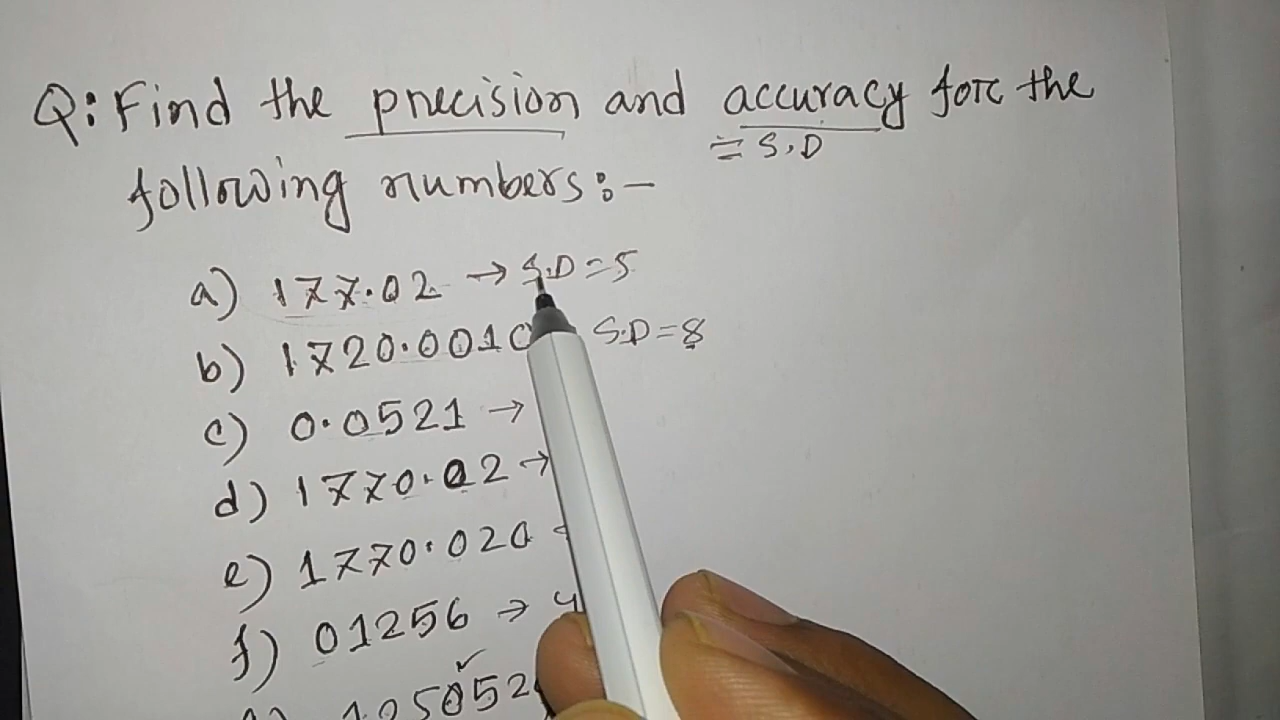 Q: Find the precision and accuracy for the
= S.D
following numbers:-
a) 177.02 → S.D = 5
b) 1720.0010 S.D = 8
c) 0.0521 →
d) 1770.02 →
e) 1770.020
f) 01256 → 4